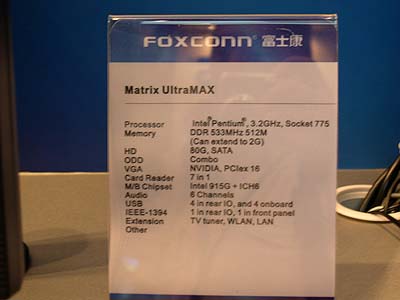 FOXCONN® 富士康
Matrix UltraMAX
Processor Intel Pentium®, 3.2GHz, Socket 775
Memory DDR 533MHz 512M
(Can extend to 2G)
HD 80G, SATA
ODD Combo
VGA NVIDIA, PCIex 16
Card Reader 7 in 1
M/B Chipset Intel 915G + ICH6
Audio 6 Channels
USB 4 in rear IO, and 4 onboard
IEEE-1394 1 in rear IO, 1 in front panel
Extension TV tuner, WLAN, LAN
Other